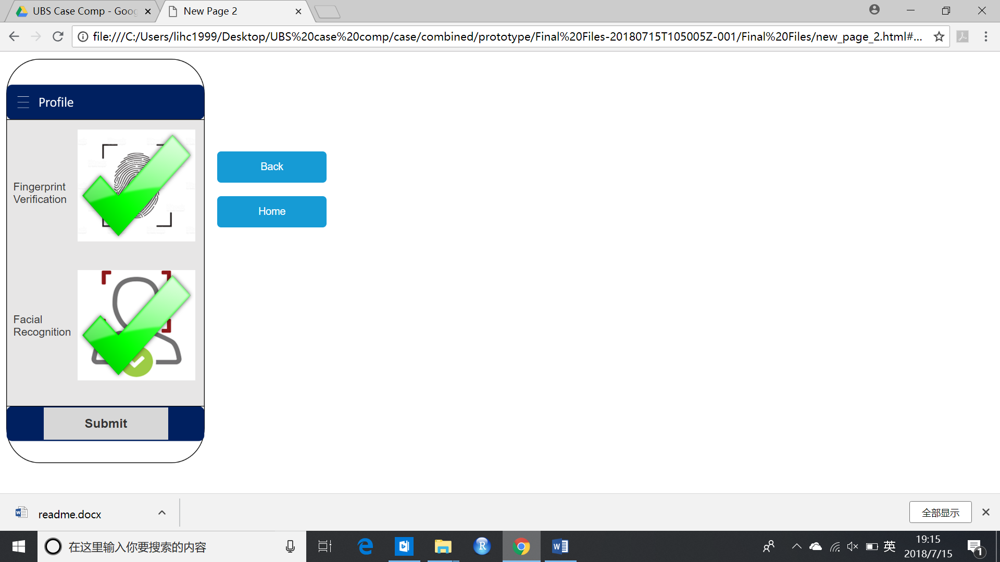 UBS Case Comp - Goog
New Page 2
file:///C:/Users/lihc1999/Desktop/UBS%20case%20comp/case/combined/prototype/Final%20Files-20180715T105005Z-001/Final%20Files/new_page_2.html#...
Profile
Fingerprint
Verification
Back
Home
Facial
Recognition
Submit
readme.docx
全部显示
在这里输入你要搜索的内容
R
W
英
19:15
2018/7/15
1